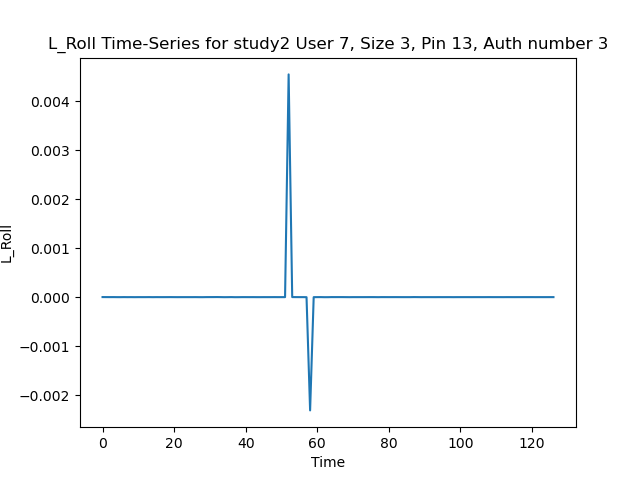 L_Roll Time-Series for study2 User 7, Size 3, Pin 13, Auth number 3
0.004
0.003
0.002
0.001
0.000
−0.001
−0.002
L_Roll
0 20 40 60 80 100 120
Time